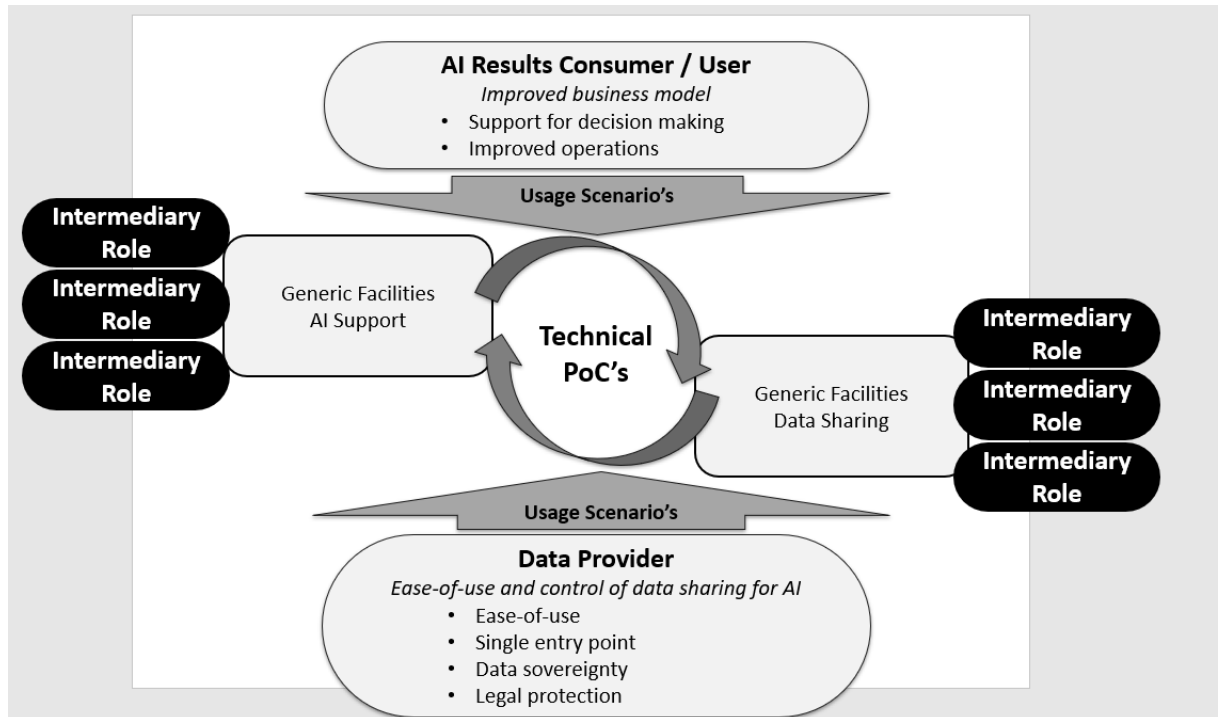 AI Results Consumer / User
Improved business model
• Support for decision making
• Improved operations
Usage Scenario’s
Intermediary
Role
Intermediary
Role
Intermediary
Role
Generic Facilities
AI Support
Technical
PoC’s
Generic Facilities
Data Sharing
Intermediary
Role
Intermediary
Role
Intermediary
Role
Usage Scenario’s
Data Provider
Ease-of-use and control of data sharing for AI
• Ease-of-use
• Single entry point
• Data sovereignty
• Legal protection